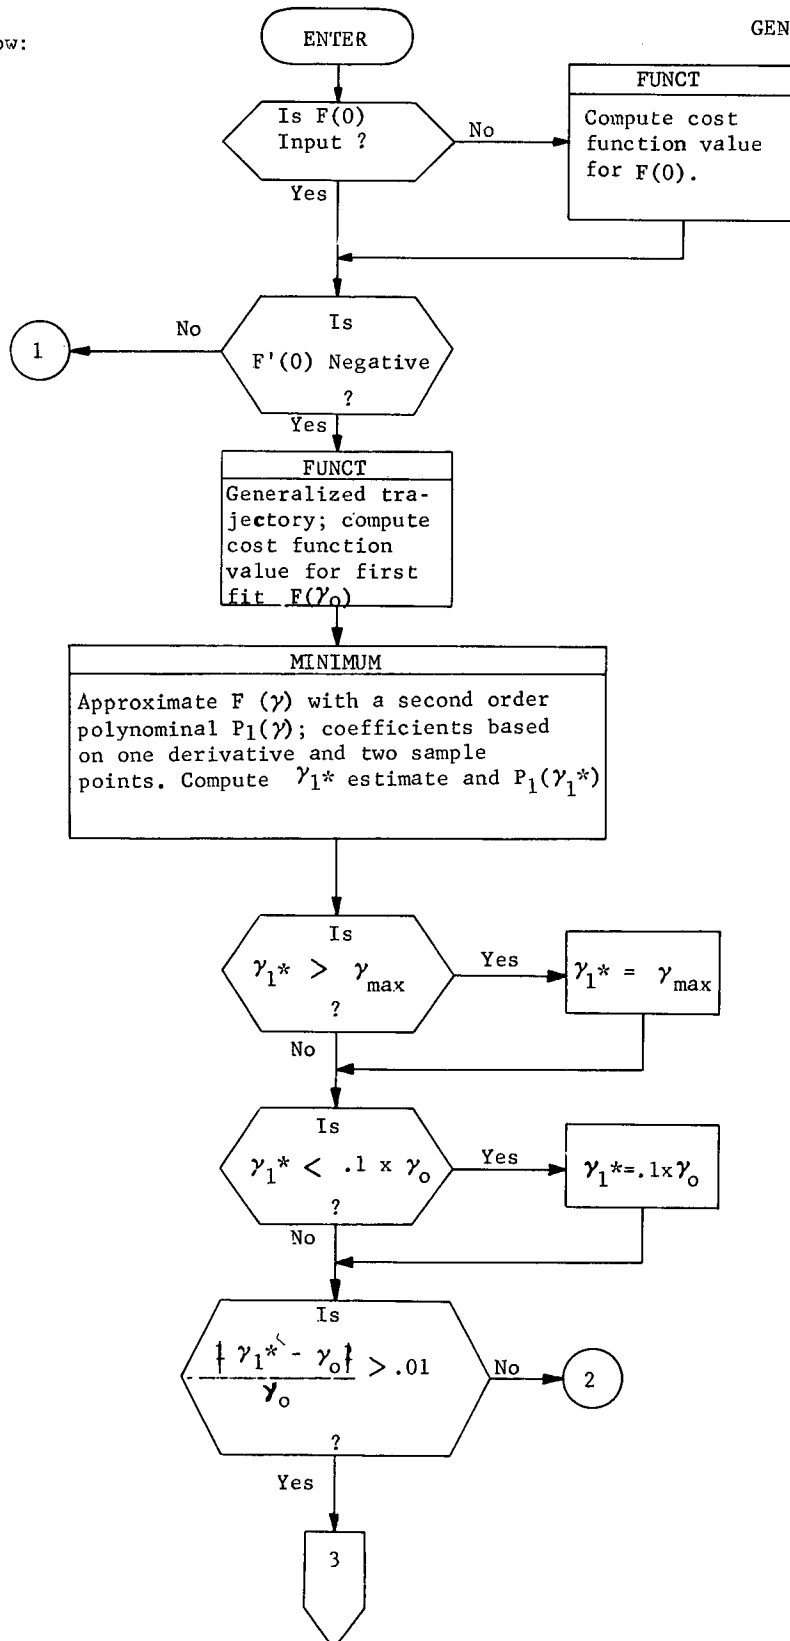 ow:
GEN
ENTER
Is F(0)
Input ?
No
Yes
FUNCT
Compute cost
function value
for F(0).
Is
F'(0) Negative
?
No
1
Yes
FUNCT
Generalized tra-
jectory; compute
cost function
value for first
fit F(γo)
MINIMUM
Approximate F (γ) with a second order
polynominal P1(γ); coefficients based
on one derivative and two sample
points. Compute γ1* estimate and P1(γ1*)
Is
γ1* > γmax
?
Yes
γ1* = γmax
No
Is
γ1* < .1 x γo
?
Yes
γ1*=.1xγo
No
Is
| γ1* - γo |
> .01
γo
?
No
2
Yes
3